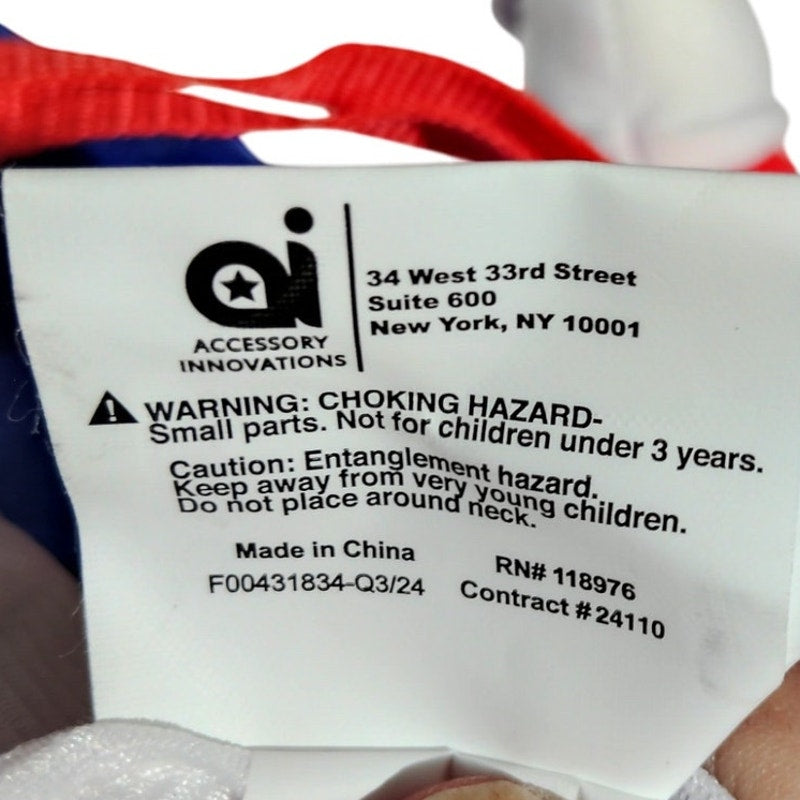 ai
ACCESSORY
INNOVATIONS
34 West 33rd Street
Suite 600
New York, NY 10001
WARNING: CHOKING HAZARD-
Small parts. Not for children under 3 years.
Caution: Entanglement hazard.
Keep away from very young children.
Do not place around neck.
Made in China
F00431834-Q3/24
RN# 118976
Contract #24110